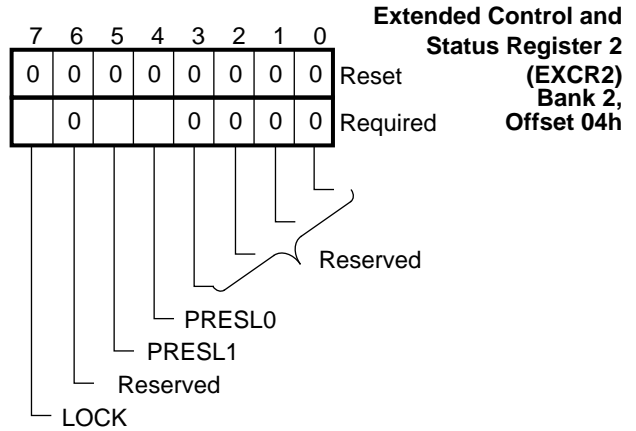 Extended Control and
Status Register 2
(EXCR2)
Bank 2,
Offset 04h
7 6 5 4 3 2 1 0
0 0 0 0 0 0 0 0 Reset
0 0 0 0 0 Required
Reserved
PRESL0
PRESL1
Reserved
LOCK